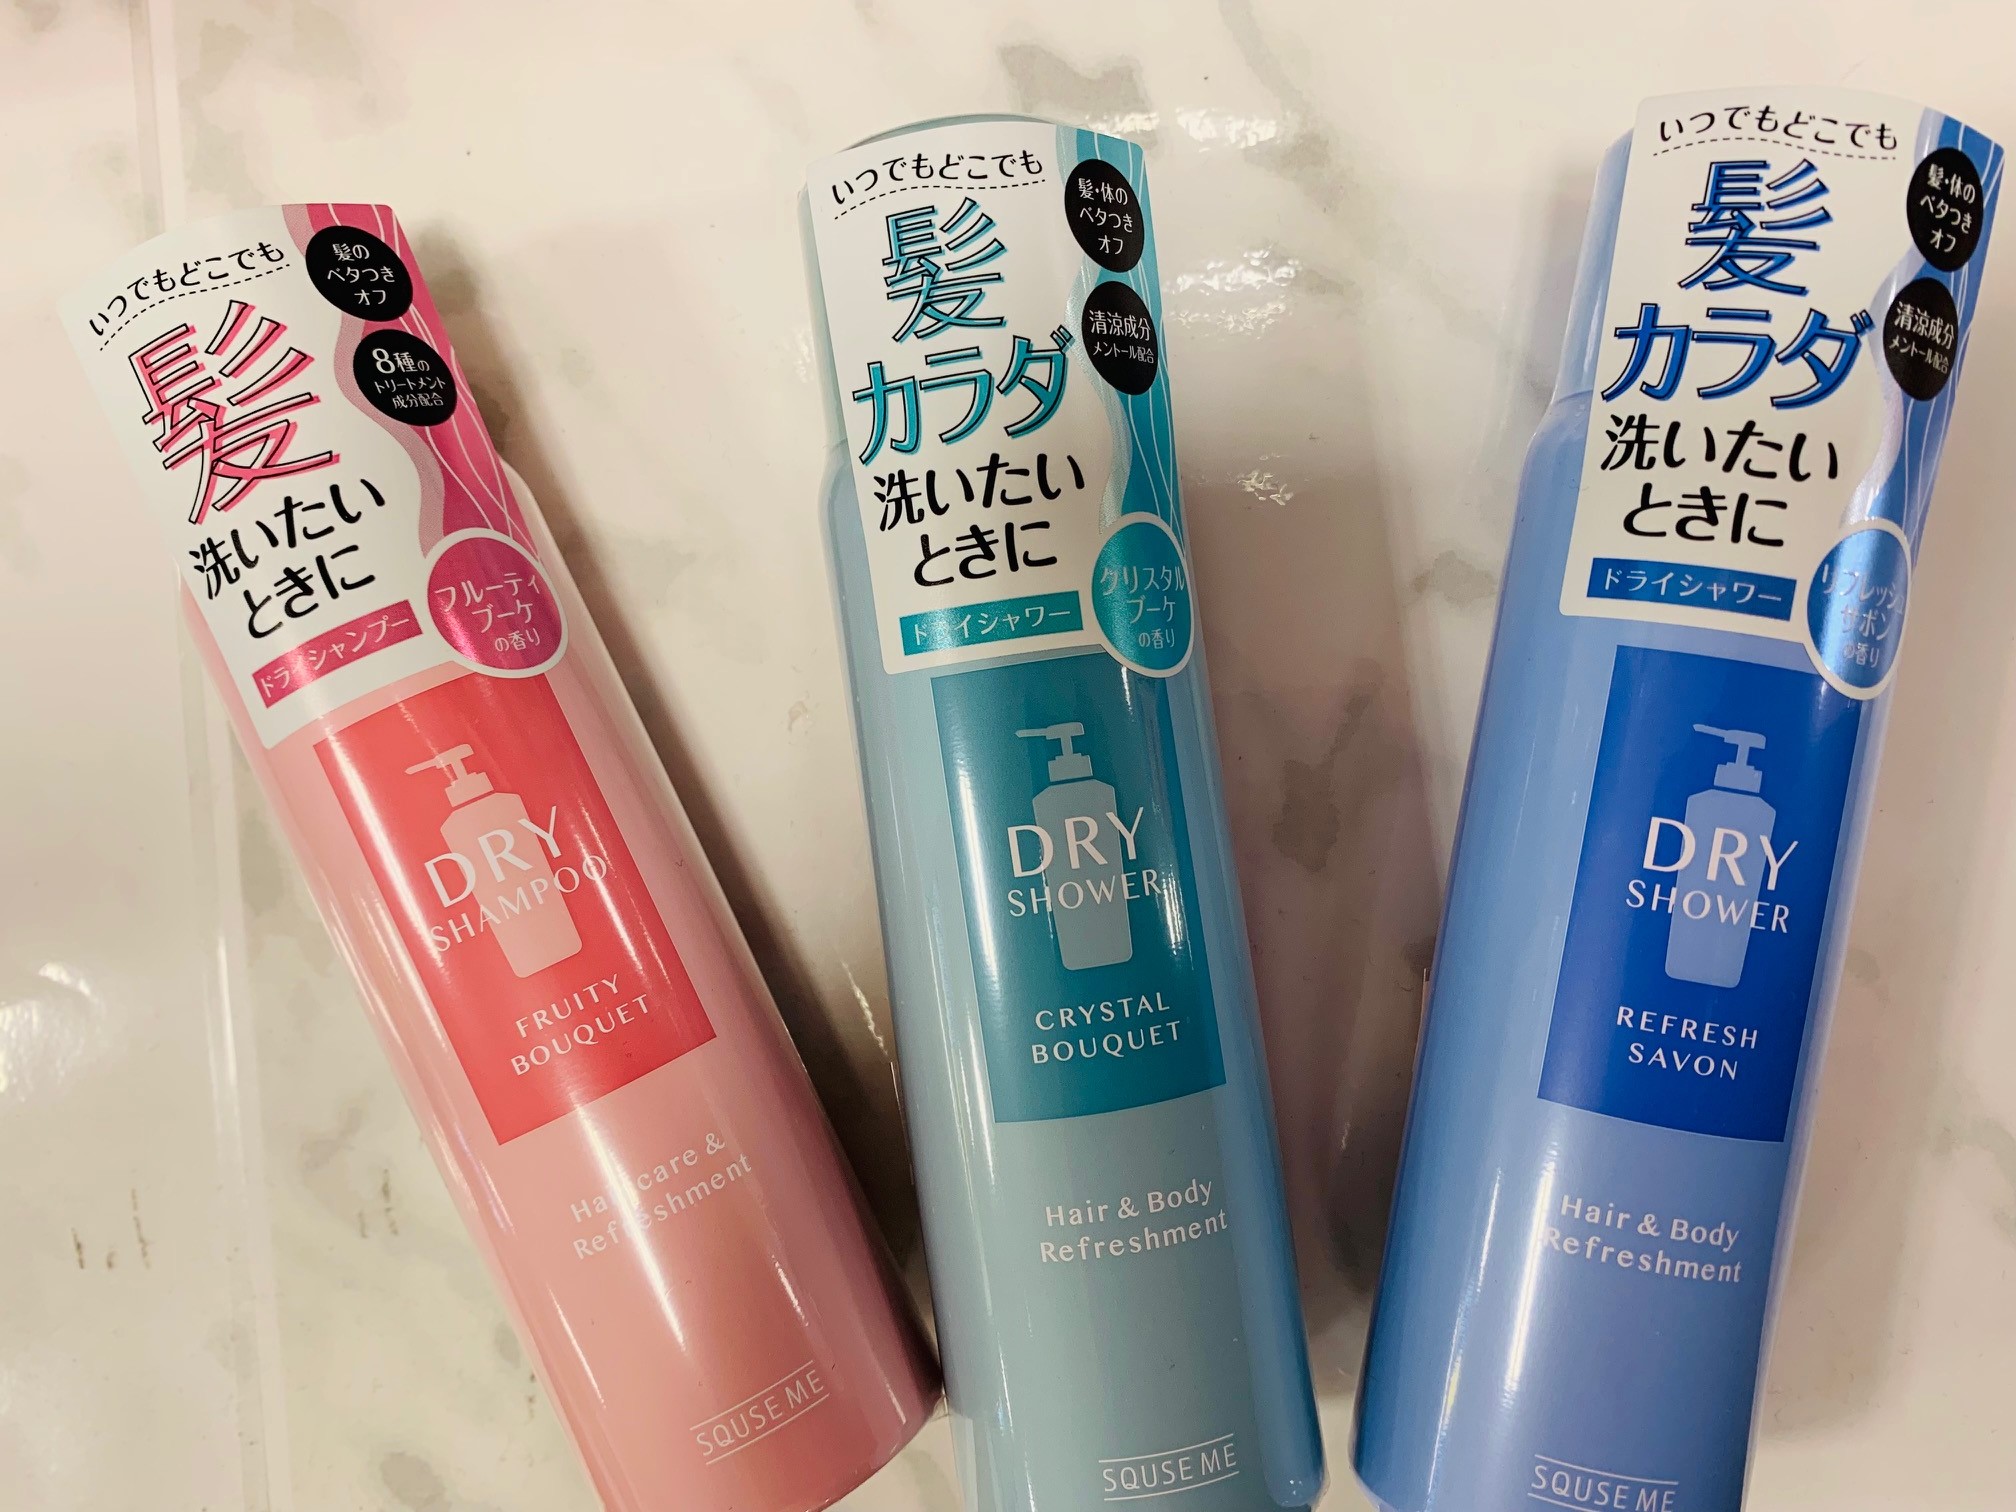 いつでもどこでも
髪
洗いたい
ときに
ドライシャンプー
髪の
ベタつき
オフ
8種の
トリートメント
成分配合
フルーティ
ブーケ
の香り
DRY
SHAMPOO
FRUITY
BOUQUET
Haircare &
Refreshment
SQUSE ME
いつでもどこでも
髪
カラダ
洗いたい
ときに
ドライシャワー
髪・体の
ベタつき
オフ
清涼成分
メントール配合
クリスタル
ブーケ
の香り
DRY
SHOWER
CRYSTAL
BOUQUET
Hair & Body
Refreshment
SQUSE ME
いつでもどこでも
髪
カラダ
洗いたい
ときに
ドライシャワー
髪・体の
ベタつき
オフ
清涼成分
メントール配合
リフレッシュ
サボン
の香り
DRY
SHOWER
REFRESH
SAVON
Hair & Body
Refreshment
SQUSE ME